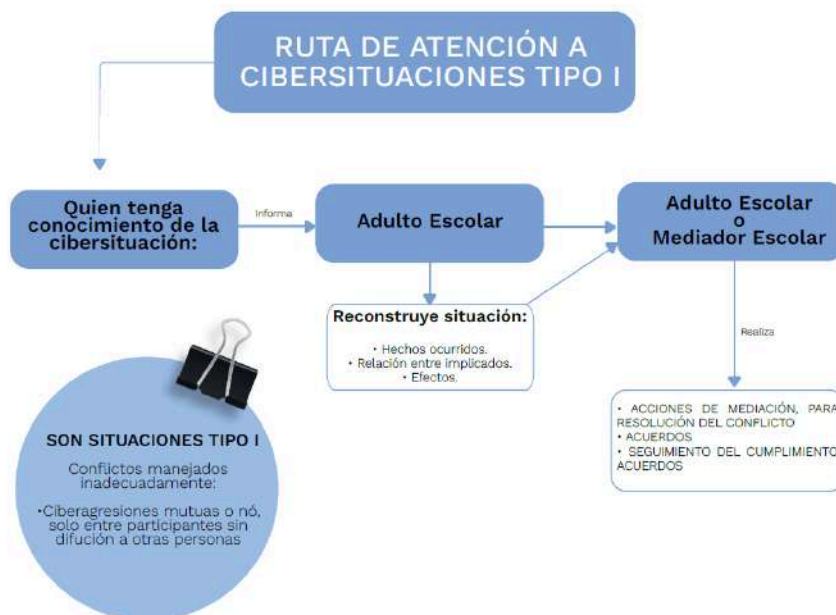 RUTA DE ATENCIÓN A
CIBERSITUACIONES TIPO I
Quien tenga
conocimiento de la
cibersituación:
Informa
Adulto Escolar
Adulto Escolar
o
Mediador Escolar
Reconstruye situación:
• Hechos ocurridos.
• Relación entre implicados.
• Efectos.
Realiza
• ACCIONES DE MEDIACIÓN, PARA
RESOLUCIÓN DEL CONFLICTO
• ACUERDOS
• SEGUIMIENTO DEL CUMPLIMIENTO
ACUERDOS
SON SITUACIONES TIPO I
Conflictos manejados
inadecuadamente:
•Ciberagresiones mutuas o nó,
solo entre participantes sin
difución a otras personas